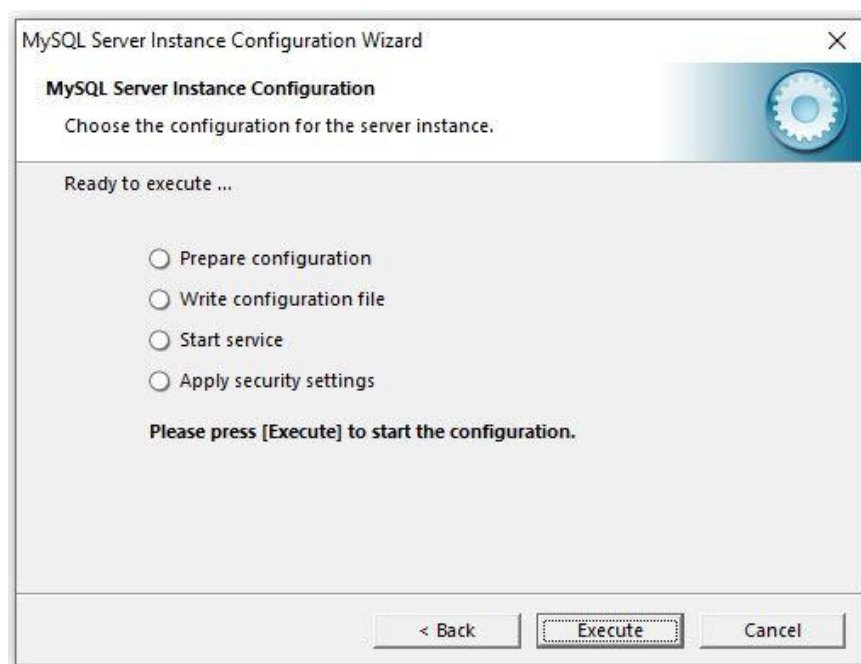 MySQL Server Instance Configuration Wizard
MySQL Server Instance Configuration
Choose the configuration for the server instance.
Ready to execute ...
Prepare configuration
Write configuration file
Start service
Apply security settings
Please press [Execute] to start the configuration.
< Back Execute Cancel